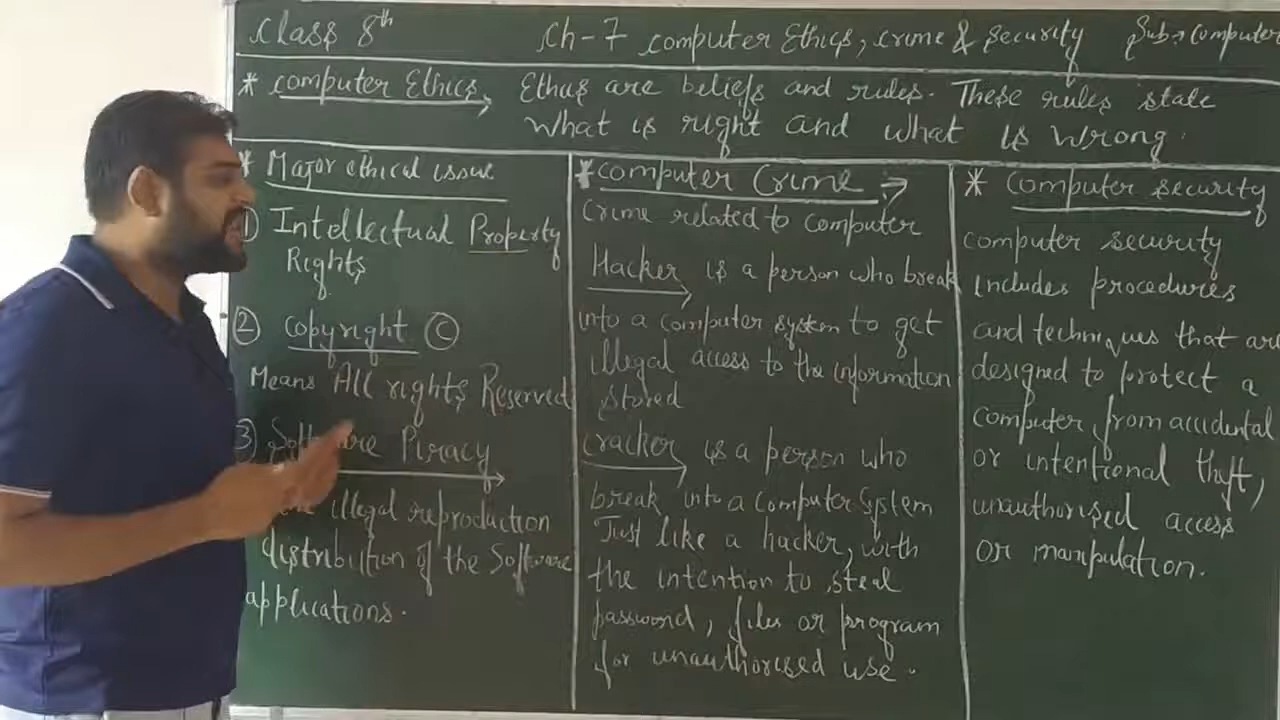 Class 8th Ch-7 computer Ethics, crime & security Sub → computer
* computer Ethics → Ethics are beliefs and rules. These rules state
what is right and what is wrong.
* Major ethical issue
1) Intellectual Property
Rights
2) copyright ©
Means All rights Reserved
3) Software Piracy
illegal reproduction
distribution of the Software
applications.
* Computer Crime →
Crime related to Computer
Hacker is a person who break
into a computer system to get
illegal access to the information
stored
cracker is a person who
break into a Computer System
Just like a hacker, with
the intention to steal
password, files or program
for unauthorised use.
* Computer security
computer security
includes procedures
and techniques that are
designed to protect a
computer from accidental
or intentional theft,
unauthorised access
or manipulation.